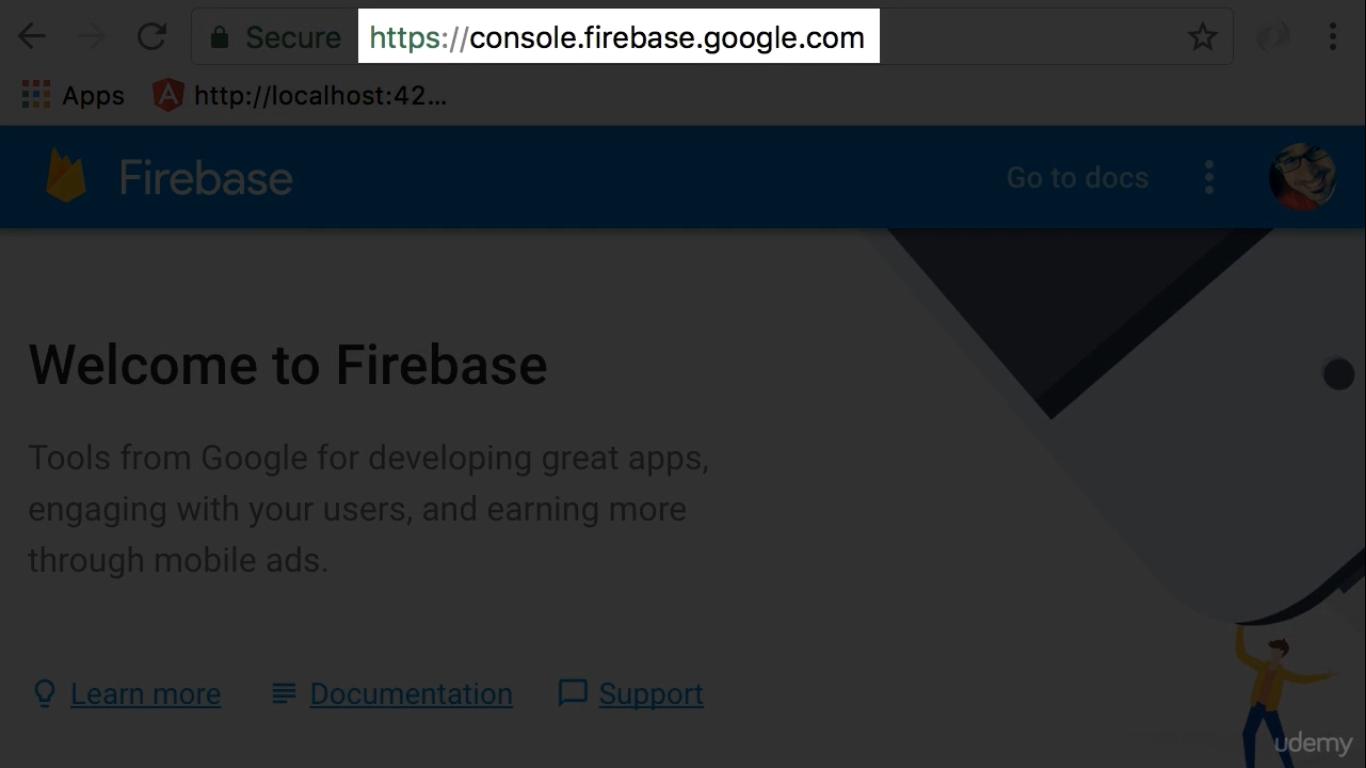 Secure https://console.firebase.google.com
Apps http://localhost:42...
Firebase Go to docs
Welcome to Firebase
Tools from Google for developing great apps,
engaging with your users, and earning more
through mobile ads.
Learn more Documentation Support
udemy